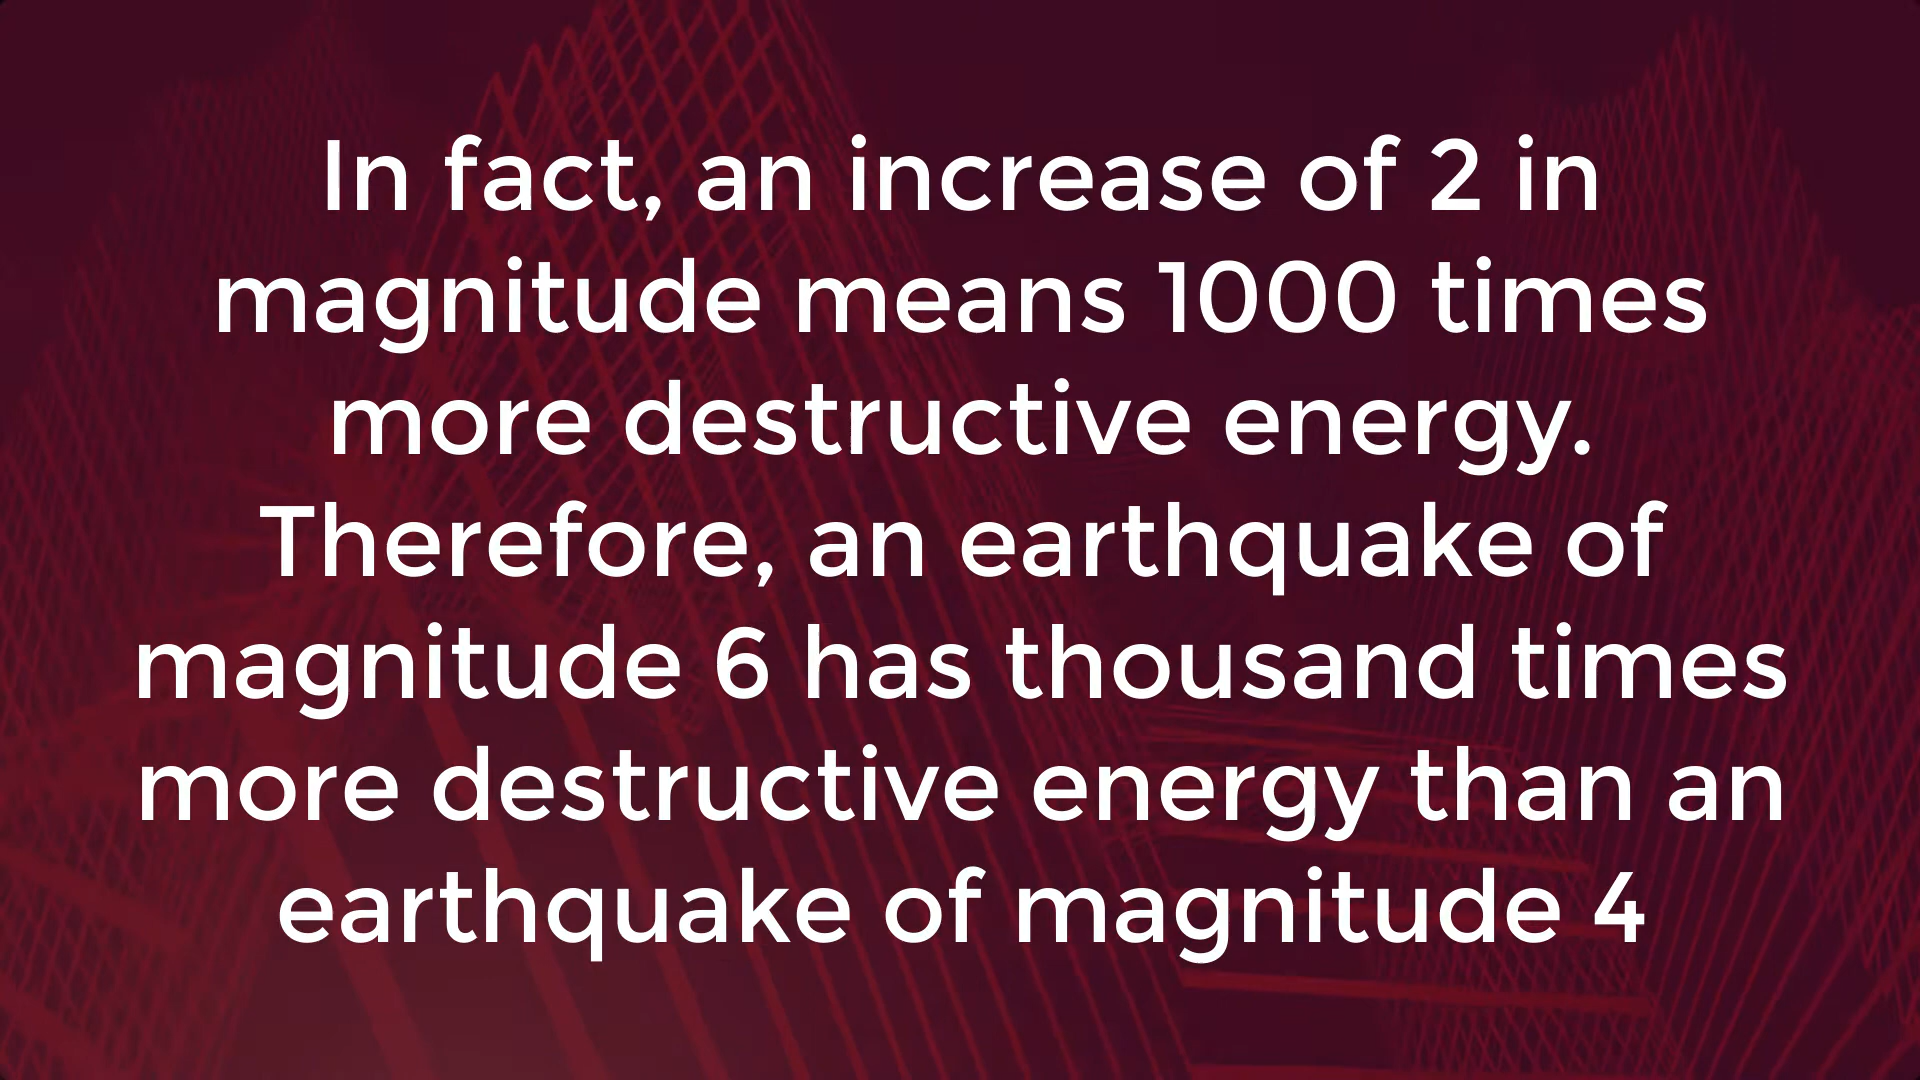 In fact, an increase of 2 in
magnitude means 1000 times
more destructive energy.
Therefore, an earthquake of
magnitude 6 has thousand times
more destructive energy than an
earthquake of magnitude 4